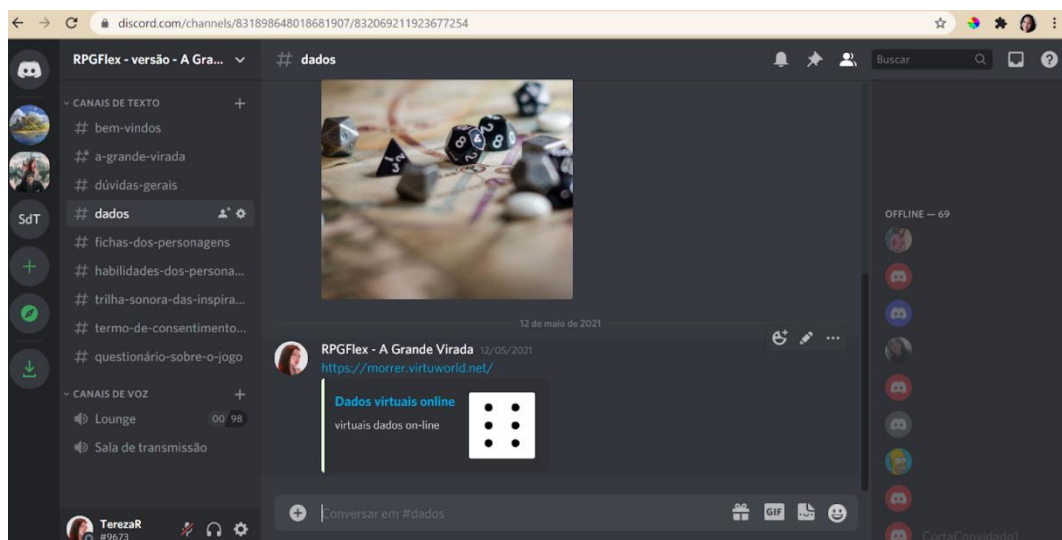 discord.com/channels/831898648018681907/832069211923677254
RPGFlex - versão - A Gra...
# dados
Buscar
CANAIS DE TEXTO
# bem-vindos
# a-grande-virada
# dúvidas-gerais
# dados
# fichas-dos-personagens
# habilidades-dos-persona...
# trilha-sonora-das-inspira...
# termo-de-consentimento...
# questionário-sobre-o-jogo
CANAIS DE VOZ
Lounge 00 98
Sala de transmissão
SdT
TerezaR
#9673
12 de maio de 2021
RPGFlex - A Grande Virada 12/05/2021
https://morrer.virtuworld.net/
Dados virtuais online
virtuais dados on-line
Conversar em #dados
GIF
OFFLINE — 69
CortaConvidado1